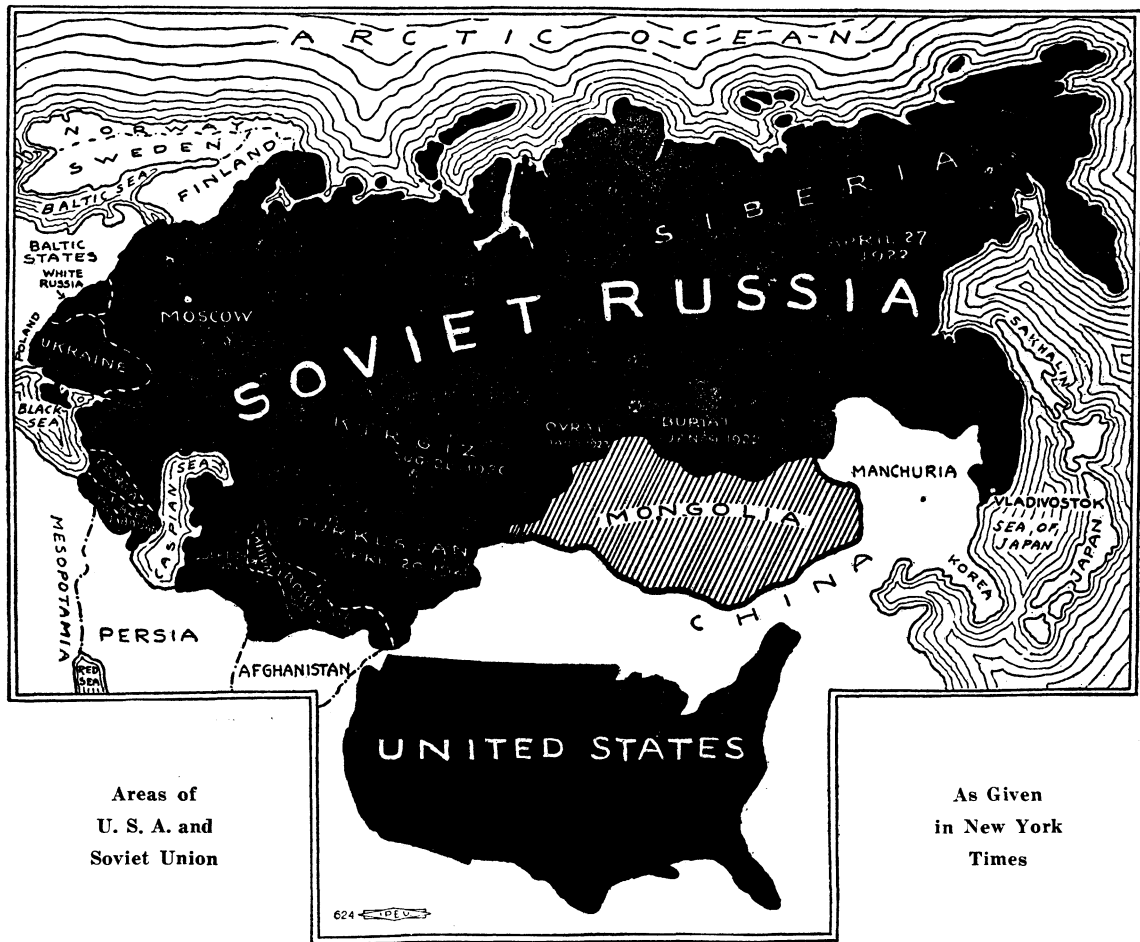 ARCTIC OCEAN
NORWAY
SWEDEN
FINLAND
BALTIC SEA
BALTIC
STATES
WHITE
RUSSIA
POLAND
UKRAINE
BLACK
SEA
MOSCOW
SIBERIA
APRIL 27
1922
SOVIET RUSSIA
KIRGIZ
BURIAT
SAKHALIN
CASPIAN SEA
MESOPOTAMIA
PERSIA
RED
SEA
AFGHANISTAN
MONGOLIA
MANCHURIA
VLADIVOSTOK
SEA OF
JAPAN
JAPAN
KOREA
CHINA
UNITED STATES
Areas of
U. S. A. and
Soviet Union
As Given
in New York
Times
624